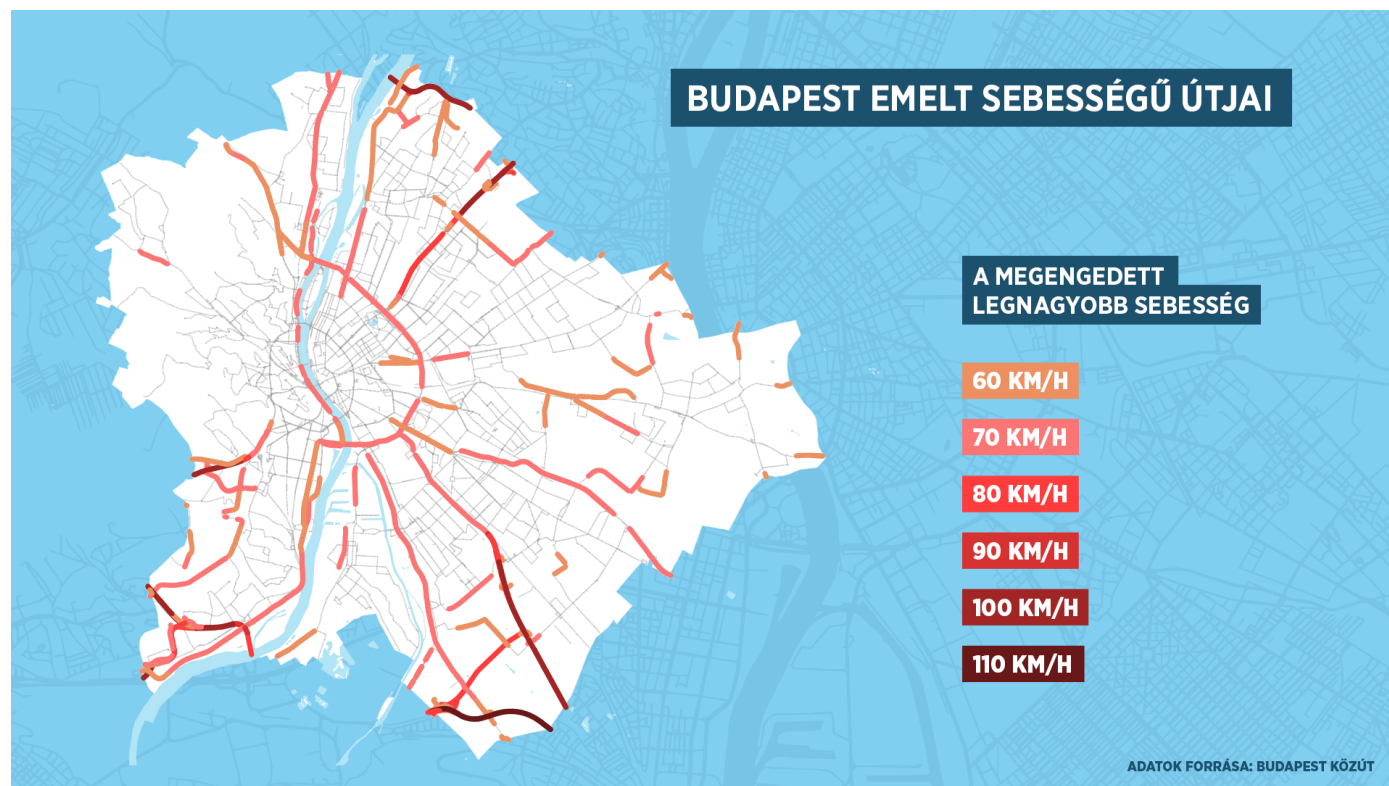 BUDAPEST EMELT SEBESSÉGŰ ÚTJAI
A MEGENGEDETT
LEGNAGYOBB SEBESSÉG
60 KM/H
70 KM/H
80 KM/H
90 KM/H
100 KM/H
110 KM/H
ADATOK FORRÁSA: BUDAPEST KÖZÚT